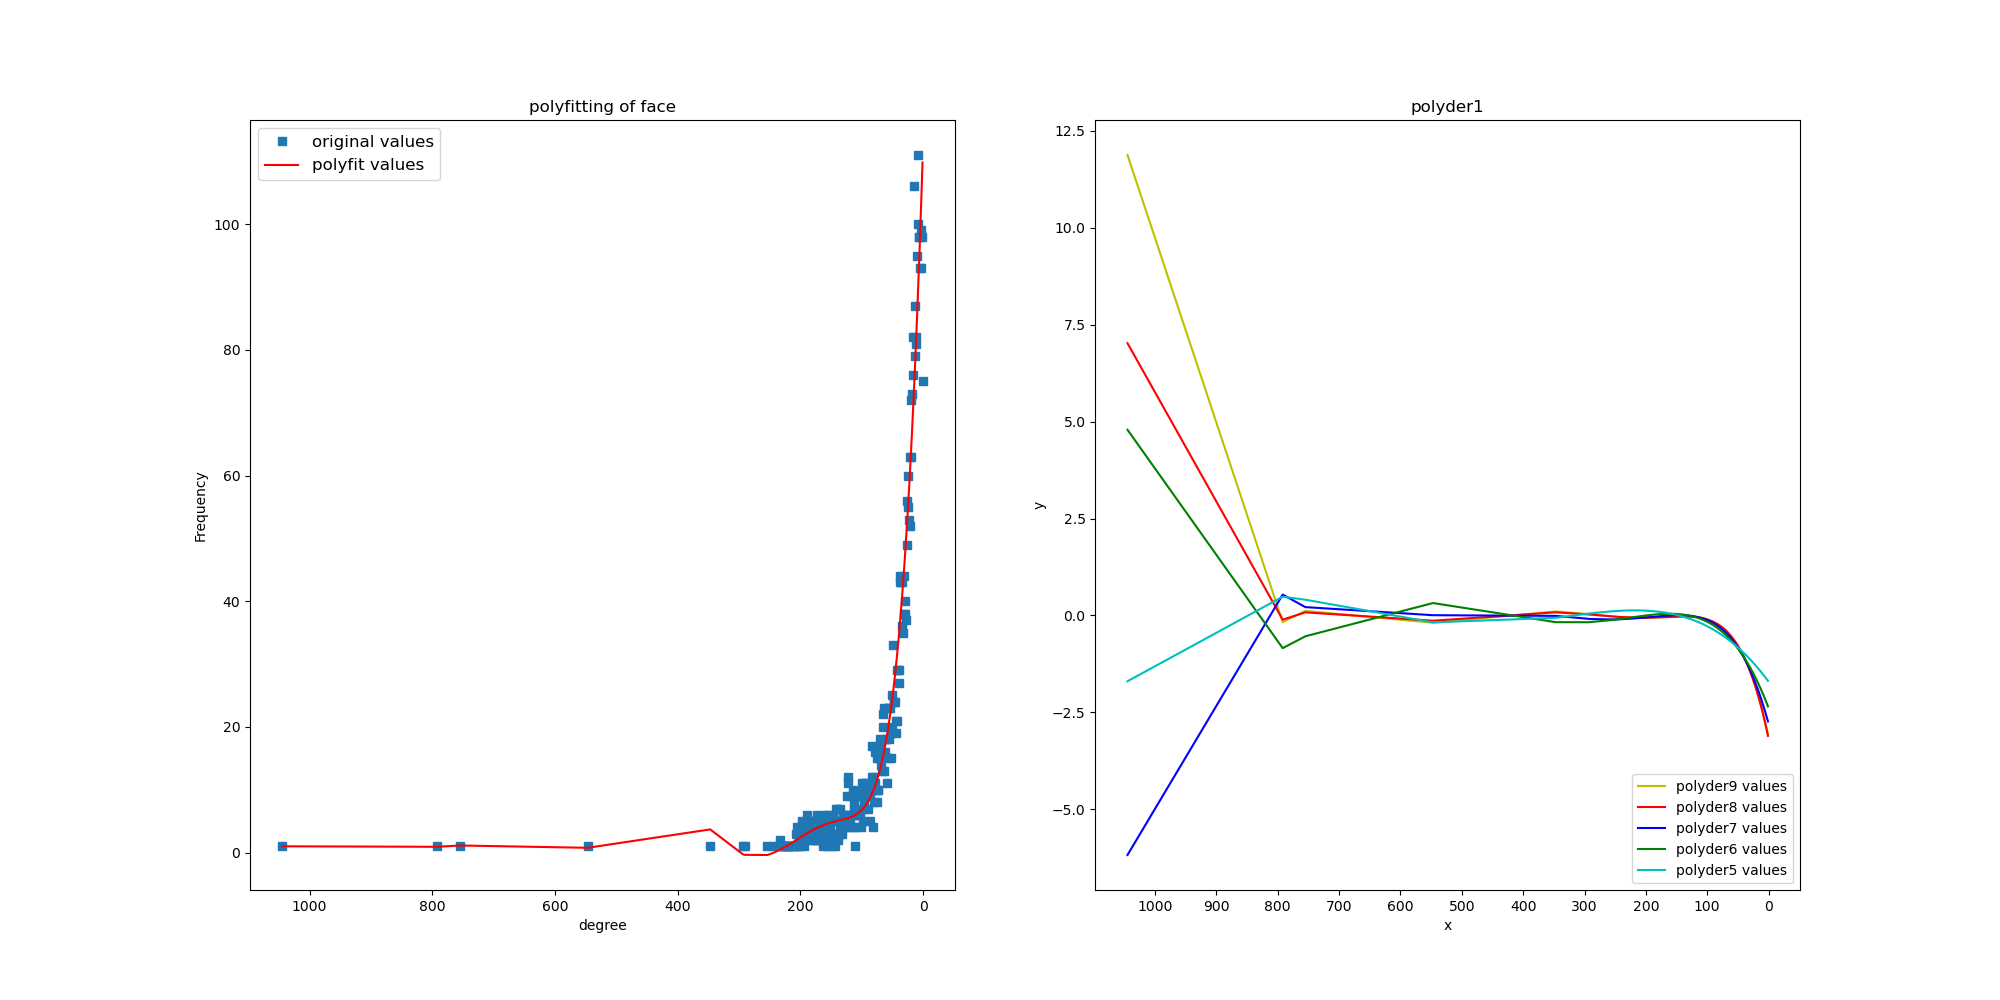 polyfitting of face
original values
polyfit values
100
80
60
40
20
0
Frequency
1000 800 600 400 200 0
degree
polyder1
12.5
10.0
7.5
5.0
2.5
0.0
−2.5
−5.0
y
polyder9 values
polyder8 values
polyder7 values
polyder6 values
polyder5 values
1000 900 800 700 600 500 400 300 200 100 0
x